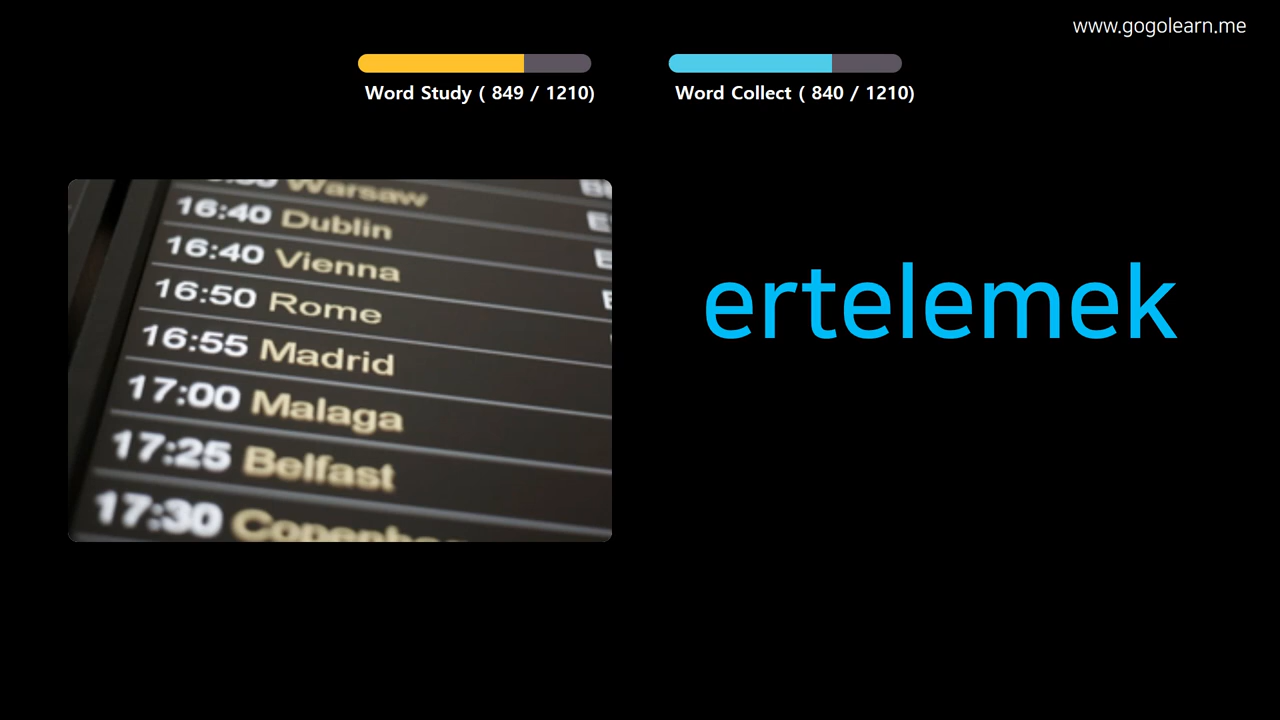 www.gogolearn.me
Word Study ( 849 / 1210)
Word Collect ( 840 / 1210)
Warsaw
16:40 Dublin
16:40 Vienna
16:50 Rome
16:55 Madrid
17:00 Malaga
17:25 Belfast
17:30
ertelemek